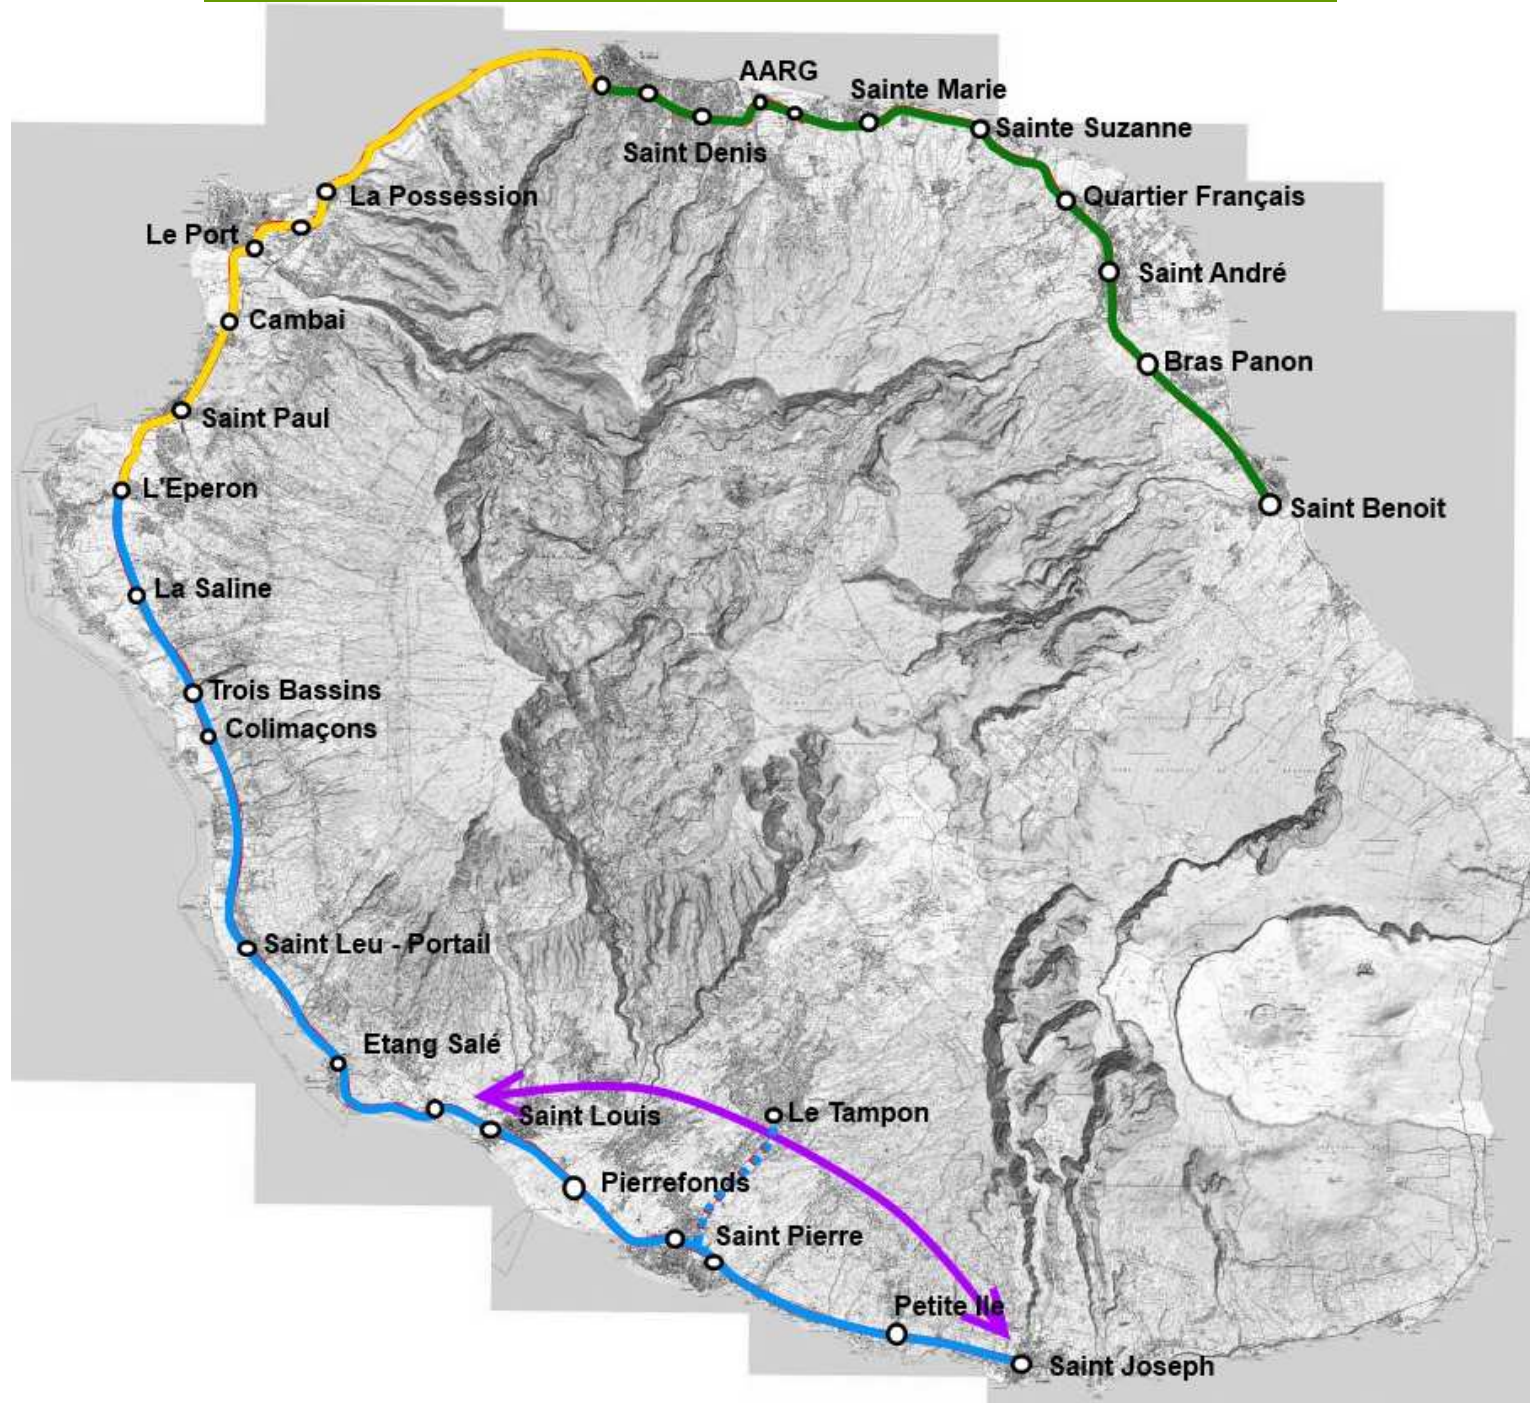 AARG
Sainte Marie
Sainte Suzanne
Saint Denis
La Possession
Quartier Français
Le Port
Saint André
Cambai
Bras Panon
Saint Paul
L'Eperon
Saint Benoit
La Saline
Trois Bassins
Colimaçons
Saint Leu - Portail
Etang Salé
Saint Louis
Le Tampon
Pierrefonds
Saint Pierre
Petite Ile
Saint Joseph